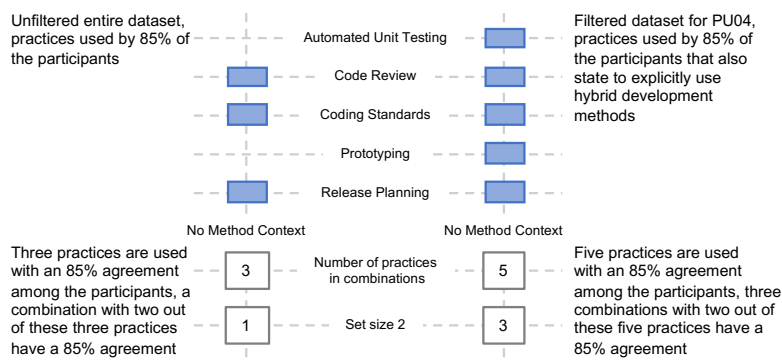 Unfiltered entire dataset,
practices used by 85% of
the participants
Automated Unit Testing
Code Review
Coding Standards
Prototyping
Release Planning
Filtered dataset for PU04,
practices used by 85% of
the participants that also
state to explicitly use
hybrid development
methods
No Method Context
No Method Context
Three practices are used
with an 85% agreement
among the participants, a
combination with two out
of these three practices
have a 85% agreement
3
Number of practices
in combinations
5
1
Set size 2
3
Five practices are used
with an 85% agreement
among the participants, three
combinations with two out of
these five practices have a
85% agreement